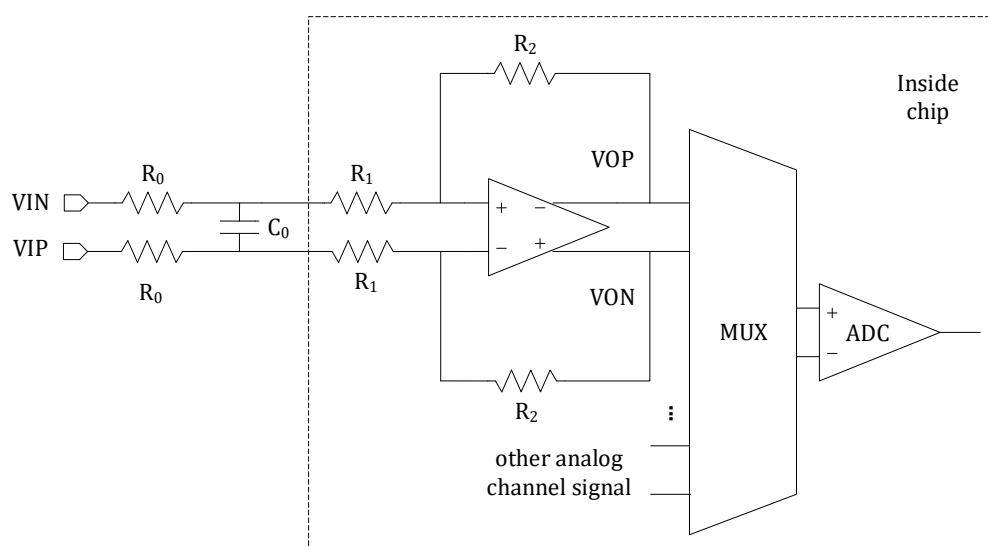 R₂
Inside
chip
VOP
R₀
R₁
VIN
+
−
C₀
VIP
−
+
R₀
R₁
VON
MUX
+
ADC
−
R₂
...
other analog
channel signal